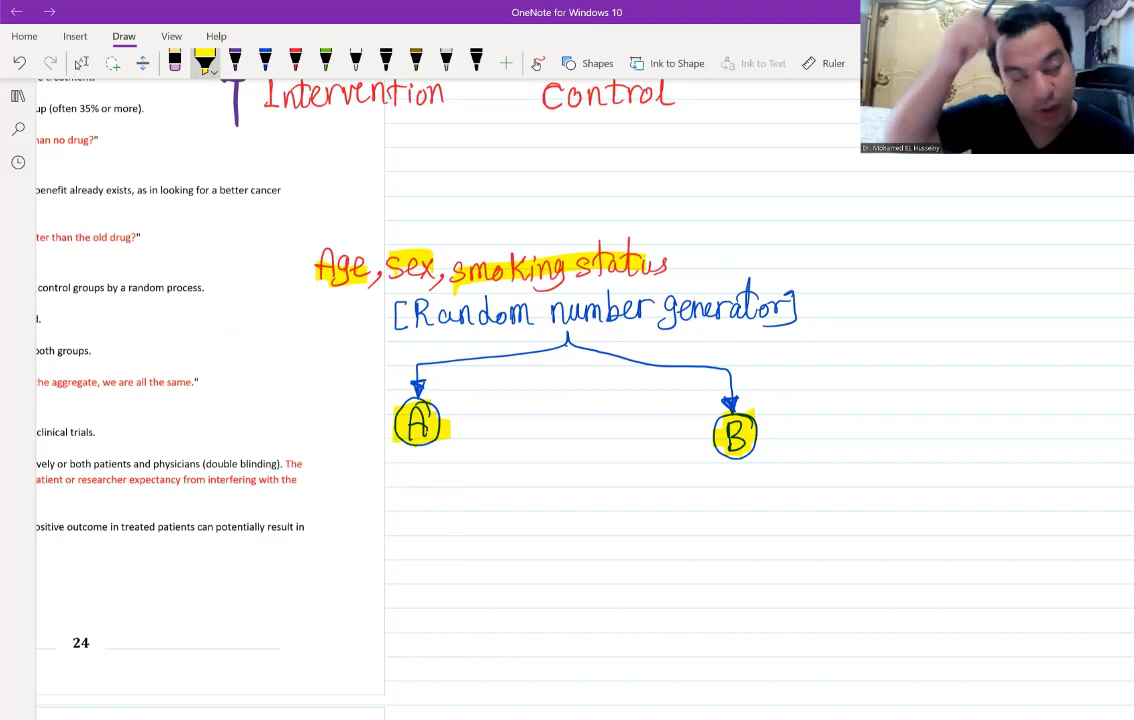 OneNote for Windows 10
Home Insert Draw View Help
Shapes Ink to Shape Ink to Text Ruler
Dr. Mohamed EL Husseiny
Intervention Control
up (often 35% or more).
han no drug?"
benefit already exists, as in looking for a better cancer
ter than the old drug?"
control groups by a random process.
d.
both groups.
the aggregate, we are all the same."
clinical trials.
vely or both patients and physicians (double blinding). The
atient or researcher expectancy from interfering with the
ositive outcome in treated patients can potentially result in
24
Age, sex, smoking status
[Random number generator]
A B